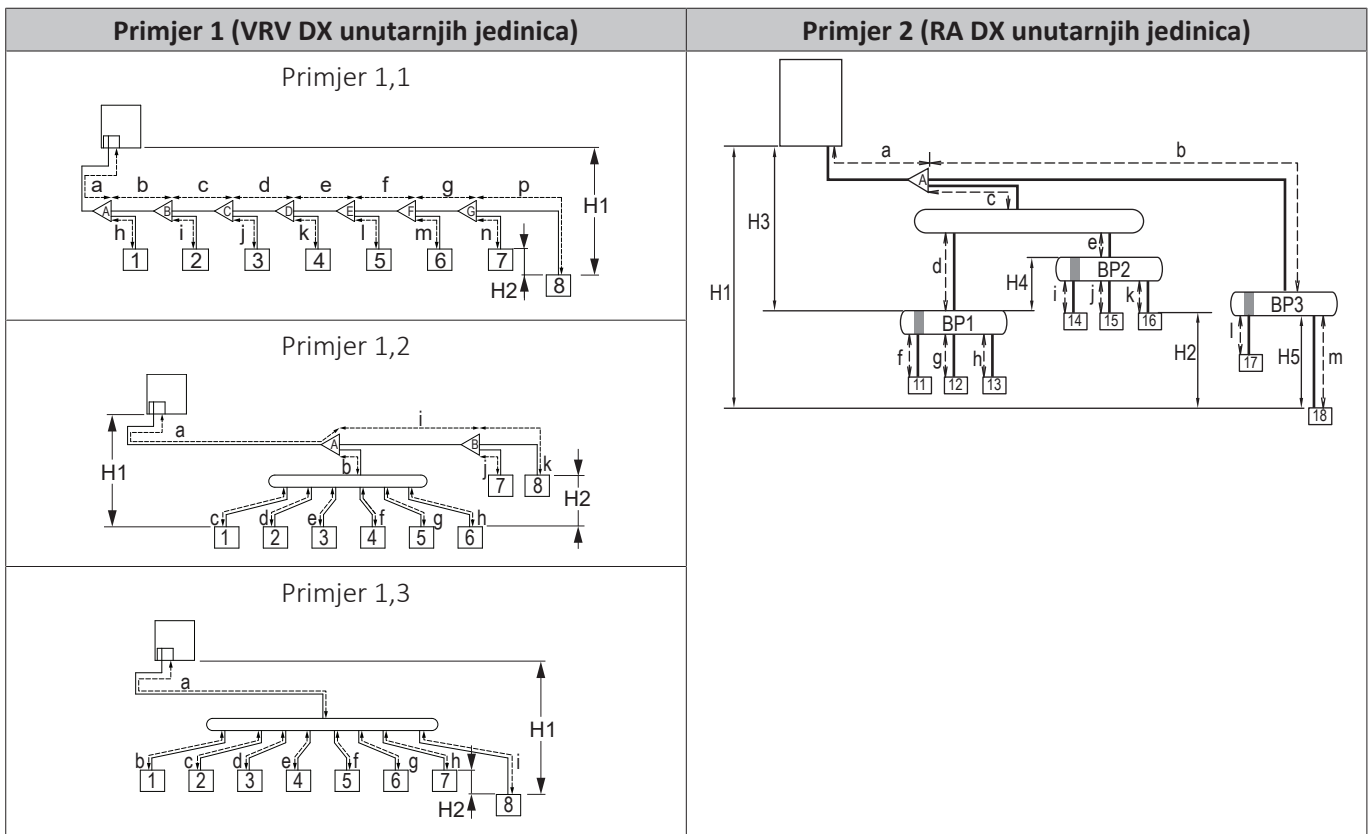 Primjer 1 (VRV DX unutarnjih jedinica)
Primjer 2 (RA DX unutarnjih jedinica)
Primjer 1,1
a b c d e f g p
A B C D E F G
h i j k l m n
1 2 3 4 5 6 7
8
H1
H2
Primjer 1,2
a
i
A B
b
j k
7 8
H1
H2
c d e f g h
1 2 3 4 5 6
Primjer 1,3
a
H1
b c d e f g h i
1 2 3 4 5 6 7
H2
8
a b
A
c
H3
d
e
BP2
H4
i j k
14 15 16
BP1
BP3
H1
f g h
11 12 13
H2
l
17
H5
m
18